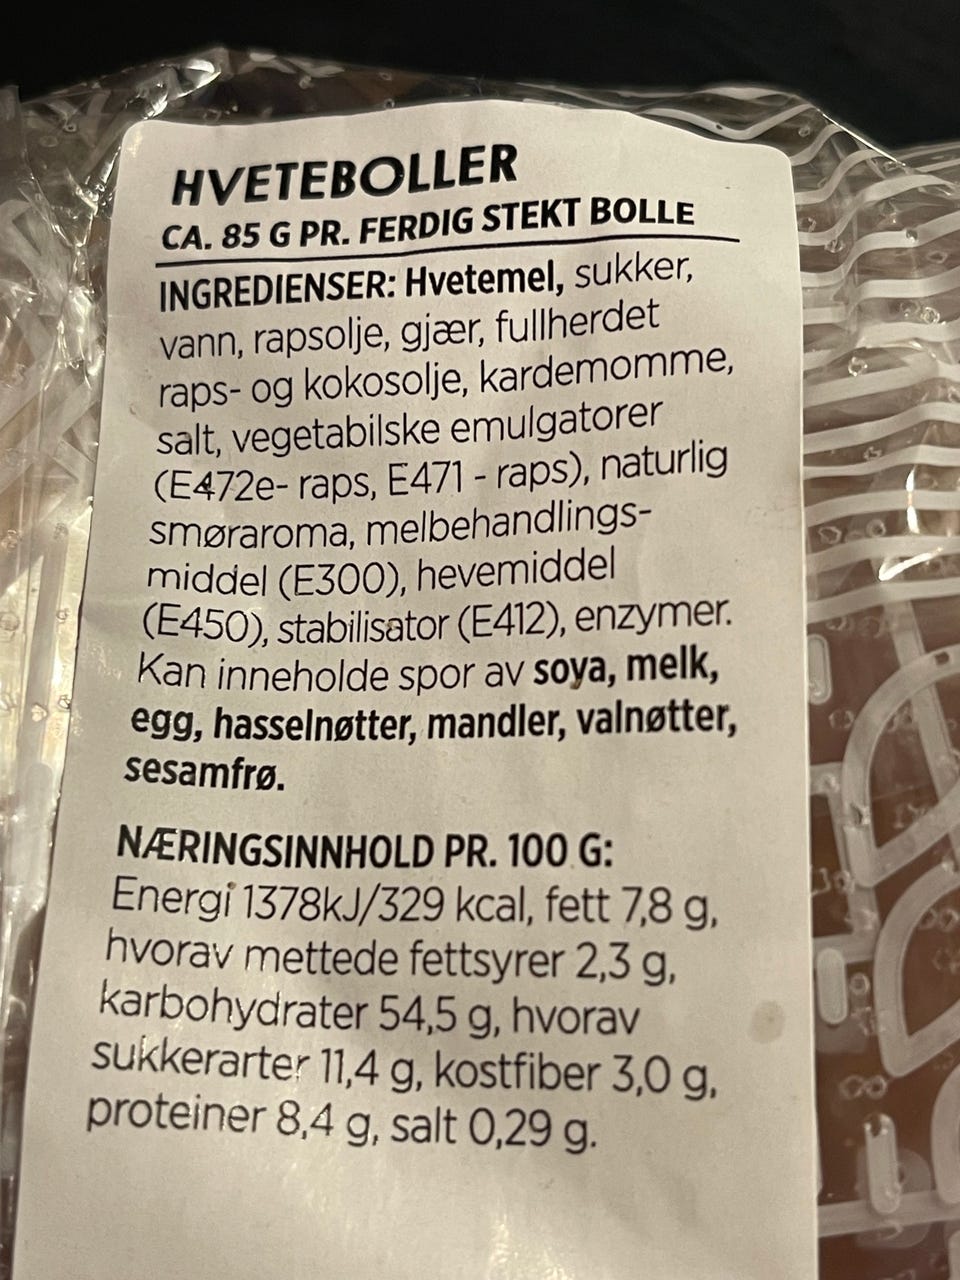 HVETEBOLLER
CA. 85 G PR. FERDIG STEKT BOLLE
INGREDIENSER: Hvetemel, sukker,
vann, rapsolje, gjær, fullherdet
raps- og kokosolje, kardemomme,
salt, vegetabilske emulgatorer
(E472e- raps, E471 - raps), naturlig
smøraroma, melbehandlings-
middel (E300), hevemiddel
(E450), stabilisator (E412), enzymer.
Kan inneholde spor av soya, melk,
egg, hasselnøtter, mandler, valnøtter,
sesamfrø.
NÆRINGSINNHOLD PR. 100 G:
Energi 1378kJ/329 kcal, fett 7,8 g,
hvorav mettede fettsyrer 2,3 g,
karbohydrater 54,5 g, hvorav
sukkerarter 11,4 g, kostfiber 3,0 g,
proteiner 8,4 g, salt 0,29 g.